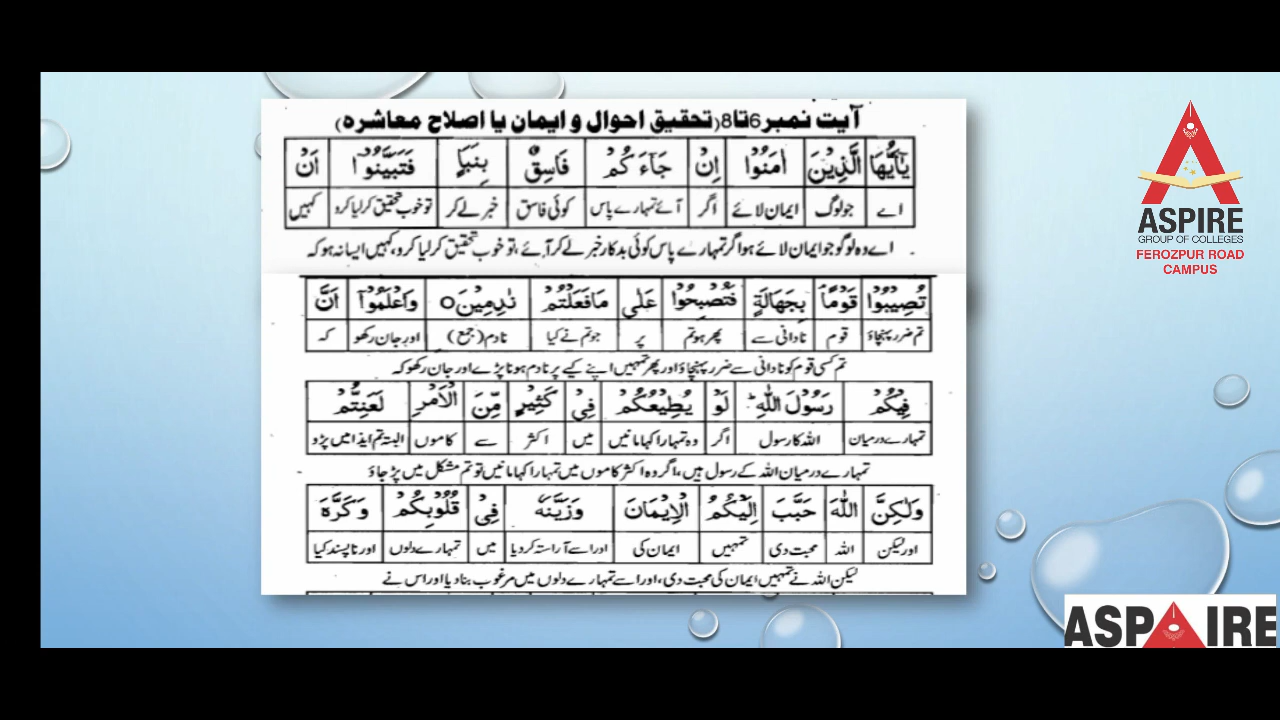 آیت نمبر6تا8(تحقیق احوال و ایمان یا اصلاح معاشرہ)
يٰٓاَيُّهَا الَّذِيْنَ اٰمَنُوْا اِنْ جَآءَ كُمْ فَاسِقٌۢ بِنَبَاٍ فَتَبَيَّنُوْٓا اَنْ
اے جولوگ ایمان لائے اگر آئے تمہارے پاس کوئی فاسق خبر لے کر تو خوب تحقیق کر لیا کرو کہیں
اے وہ لوگو جو ایمان لائے ہو اگر تمہارے پاس کوئی بدکار خبر لے کر آئے، تو خوب تحقیق کر لیا کرو، کہیں ایسا نہ ہو کہ
تُصِيْبُوْا قَوْمًاۢ بِجَهَالَةٍ فَتُصْبِحُوْا عَلٰى مَا فَعَلْتُمْ نٰدِمِيْنَ○ وَاعْلَمُوْٓا اَنَّ
تم ضرر پہنچاؤ قوم نادانی سے پھر ہو تم پر جو تم نے کیا نادم (جمع) اور جان رکھو کہ
تم کسی قوم کو نادانی سے ضرر پہنچاؤ اور پھر تمہیں اپنے کیے پر نادم ہونا پڑے اور جان رکھو کہ
فِيْكُمْ رَسُوْلَ اللّٰهِ ؕ لَوْ يُطِيْعُكُمْ فِيْ كَثِيْرٍ مِّنَ الْاَمْرِ لَعَنِتُّمْ
تمہارے درمیان اللہ کا رسول اگر وہ تمہارا کہا مانیں میں اکثر سے کاموں البتہ تم ایذا میں پڑو
تمہارے درمیان اللہ کے رسول ہیں، اگر وہ اکثر کاموں میں تمہارا کہا مانیں تو تم مشکل میں پڑ جاؤ
وَلٰكِنَّ اللّٰهَ حَبَّبَ اِلَيْكُمُ الْاِيْمَانَ وَزَيَّنَهٗ فِيْ قُلُوْبِكُمْ وَكَرَّهَ
اور لیکن اللہ محبت دی تمہیں ایمان کی اور اسے آراستہ کر دیا میں تمہارے دلوں اور ناپسند کیا
لیکن اللہ نے تمہیں ایمان کی محبت دی، اور اسے تمہارے دلوں میں مرغوب بنا دیا اور اس نے
ASPIRE
GROUP OF COLLEGES
FEROZPUR ROAD
CAMPUS
ASPAIRE